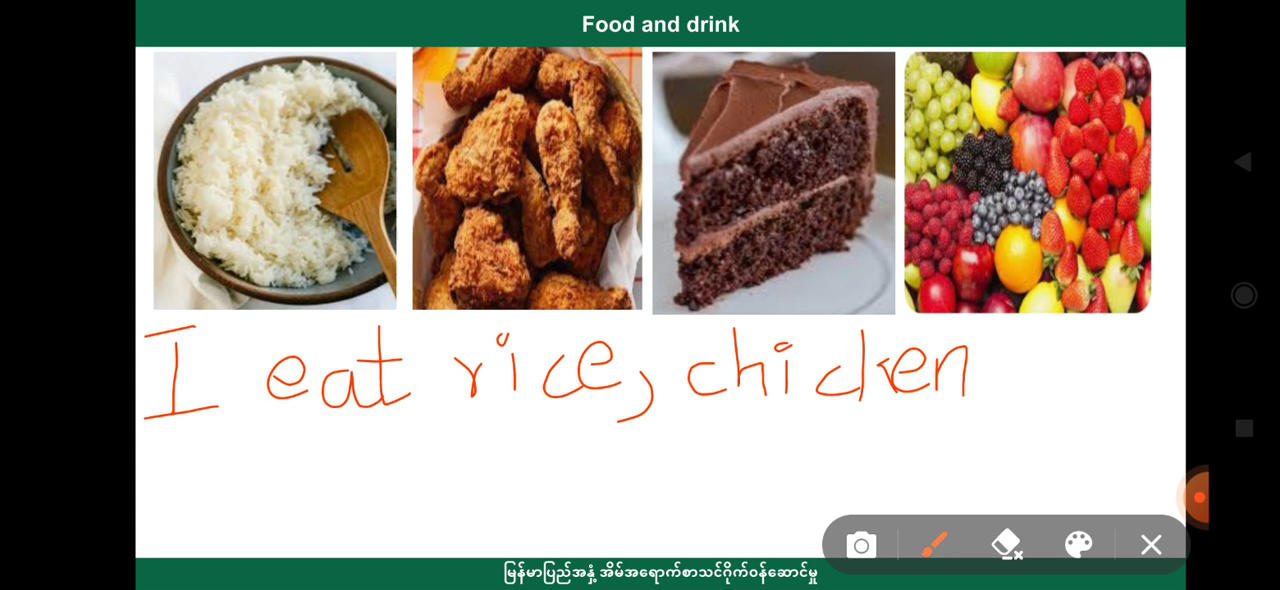 Food and drink
I eat rice, chicken
မြန်မာပြည်အနှံ့ အိမ်အရောက်စာသင်ဂိုက်ဝန်ဆောင်မှု